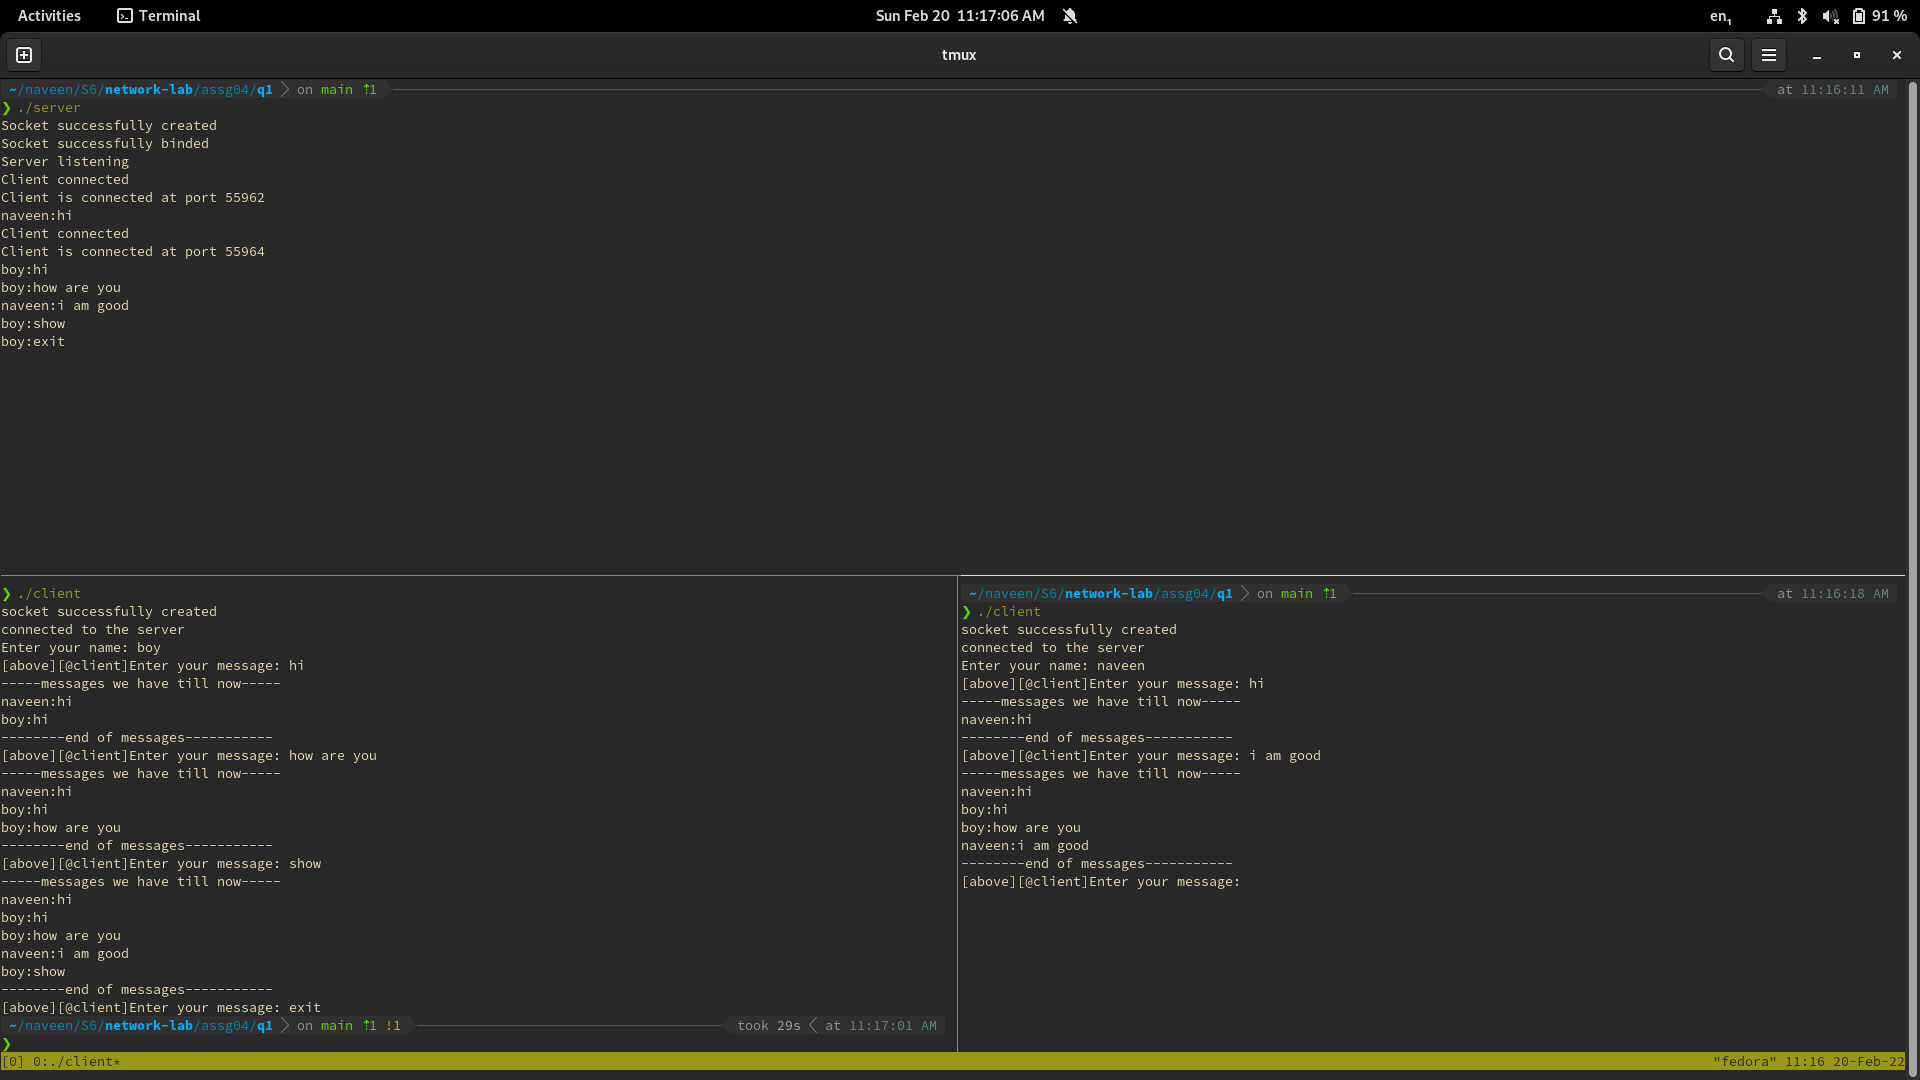 Activities Terminal Sun Feb 20 11:17:06 AM en₁ 91 %
tmux
~/naveen/S6/network-lab/assg04/q1 on main ⇡1 at 11:16:11 AM
❯ ./server
Socket successfully created
Socket successfully binded
Server listening
Client connected
Client is connected at port 55962
naveen:hi
Client connected
Client is connected at port 55964
boy:hi
boy:how are you
naveen:i am good
boy:show
boy:exit
❯ ./client
socket successfully created
connected to the server
Enter your name: boy
[above][@client]Enter your message: hi
-----messages we have till now-----
naveen:hi
boy:hi
--------end of messages-----------
[above][@client]Enter your message: how are you
-----messages we have till now-----
naveen:hi
boy:hi
boy:how are you
--------end of messages-----------
[above][@client]Enter your message: show
-----messages we have till now-----
naveen:hi
boy:hi
boy:how are you
naveen:i am good
boy:show
--------end of messages-----------
[above][@client]Enter your message: exit
~/naveen/S6/network-lab/assg04/q1 on main ⇡1 !1 took 29s at 11:17:01 AM
❯
~/naveen/S6/network-lab/assg04/q1 on main ⇡1 at 11:16:18 AM
❯ ./client
socket successfully created
connected to the server
Enter your name: naveen
[above][@client]Enter your message: hi
-----messages we have till now-----
naveen:hi
--------end of messages-----------
[above][@client]Enter your message: i am good
-----messages we have till now-----
naveen:hi
boy:hi
boy:how are you
naveen:i am good
--------end of messages-----------
[above][@client]Enter your message:
[0] 0:./client* "fedora" 11:16 20-Feb-22